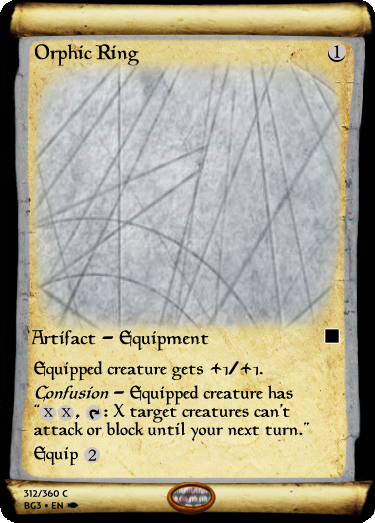 Orphic Ring 1
Artifact – Equipment
Equipped creature gets +1/+1.
Confusion – Equipped creature has
"X X, : X target creatures can't
attack or block until your next turn."
Equip 2
312/360 C
BG3 • EN